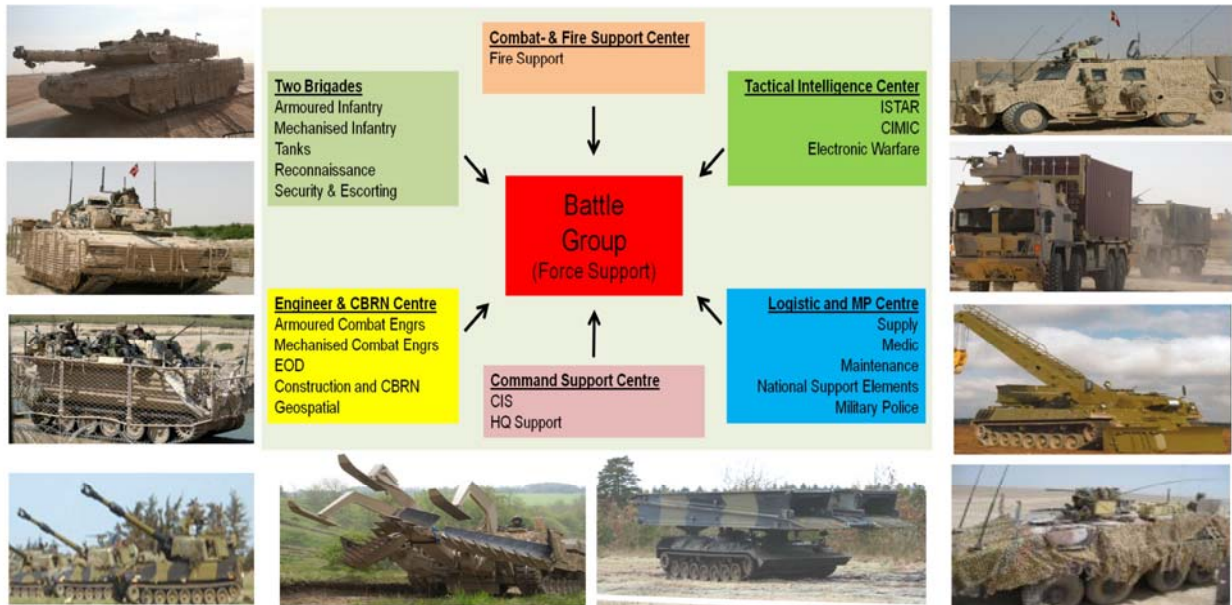 Combat- & Fire Support Center
Fire Support
Two Brigades
Armoured Infantry
Mechanised Infantry
Tanks
Reconnaissance
Security & Escorting
Tactical Intelligence Center
ISTAR
CIMIC
Electronic Warfare
Battle
Group
(Force Support)
Engineer & CBRN Centre
Armoured Combat Engrs
Mechanised Combat Engrs
EOD
Construction and CBRN
Geospatial
Command Support Centre
CIS
HQ Support
Logistic and MP Centre
Supply
Medic
Maintenance
National Support Elements
Military Police